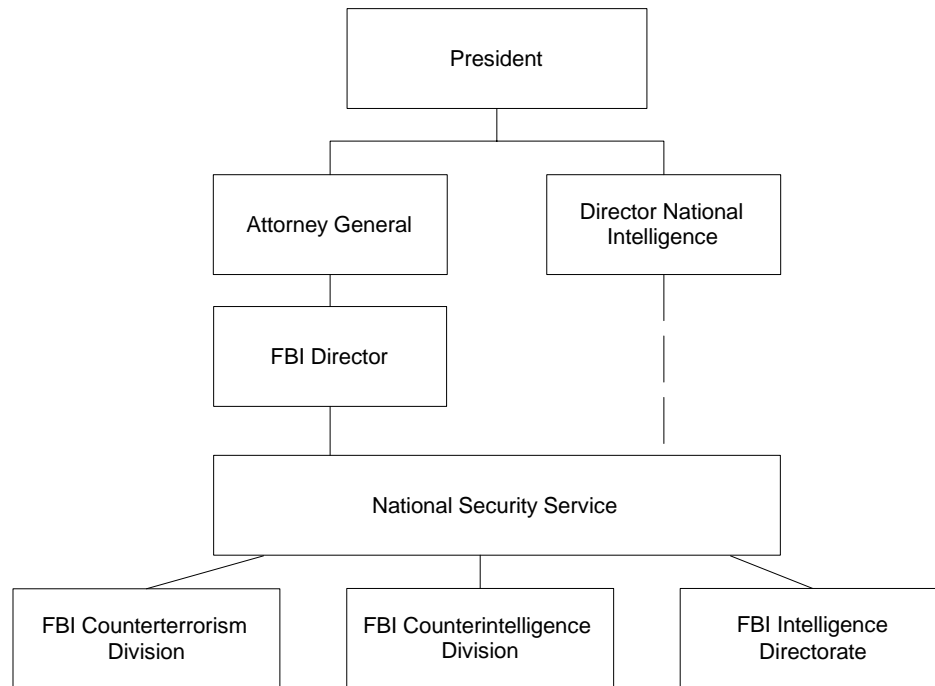 President
Attorney General
Director National
Intelligence
FBI Director
National Security Service
FBI Counterterrorism
Division
FBI Counterintelligence
Division
FBI Intelligence
Directorate